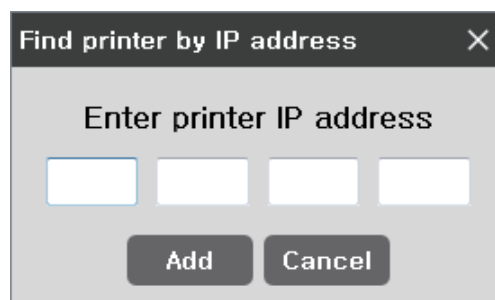 Find printer by IP address
Enter printer IP address
Add Cancel